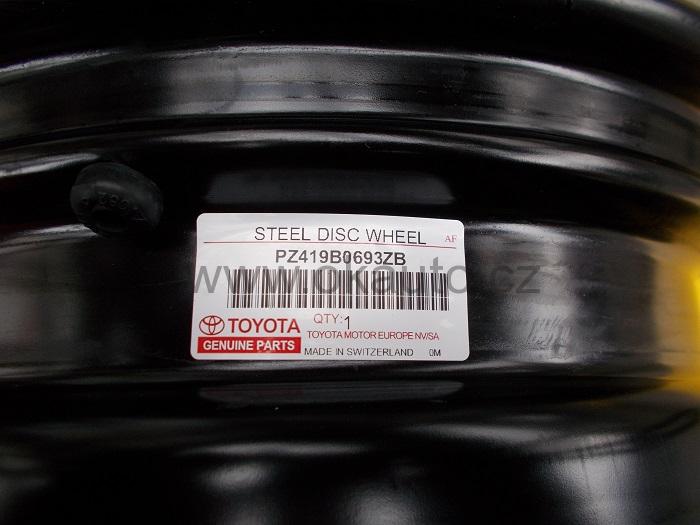 STEEL DISC WHEEL AF
PZ419B0693ZB
www.okauto.cz
QTY:1
TOYOTA
TOYOTA MOTOR EUROPE NV/SA
GENUINE PARTS
MADE IN SWITZERLAND 0M